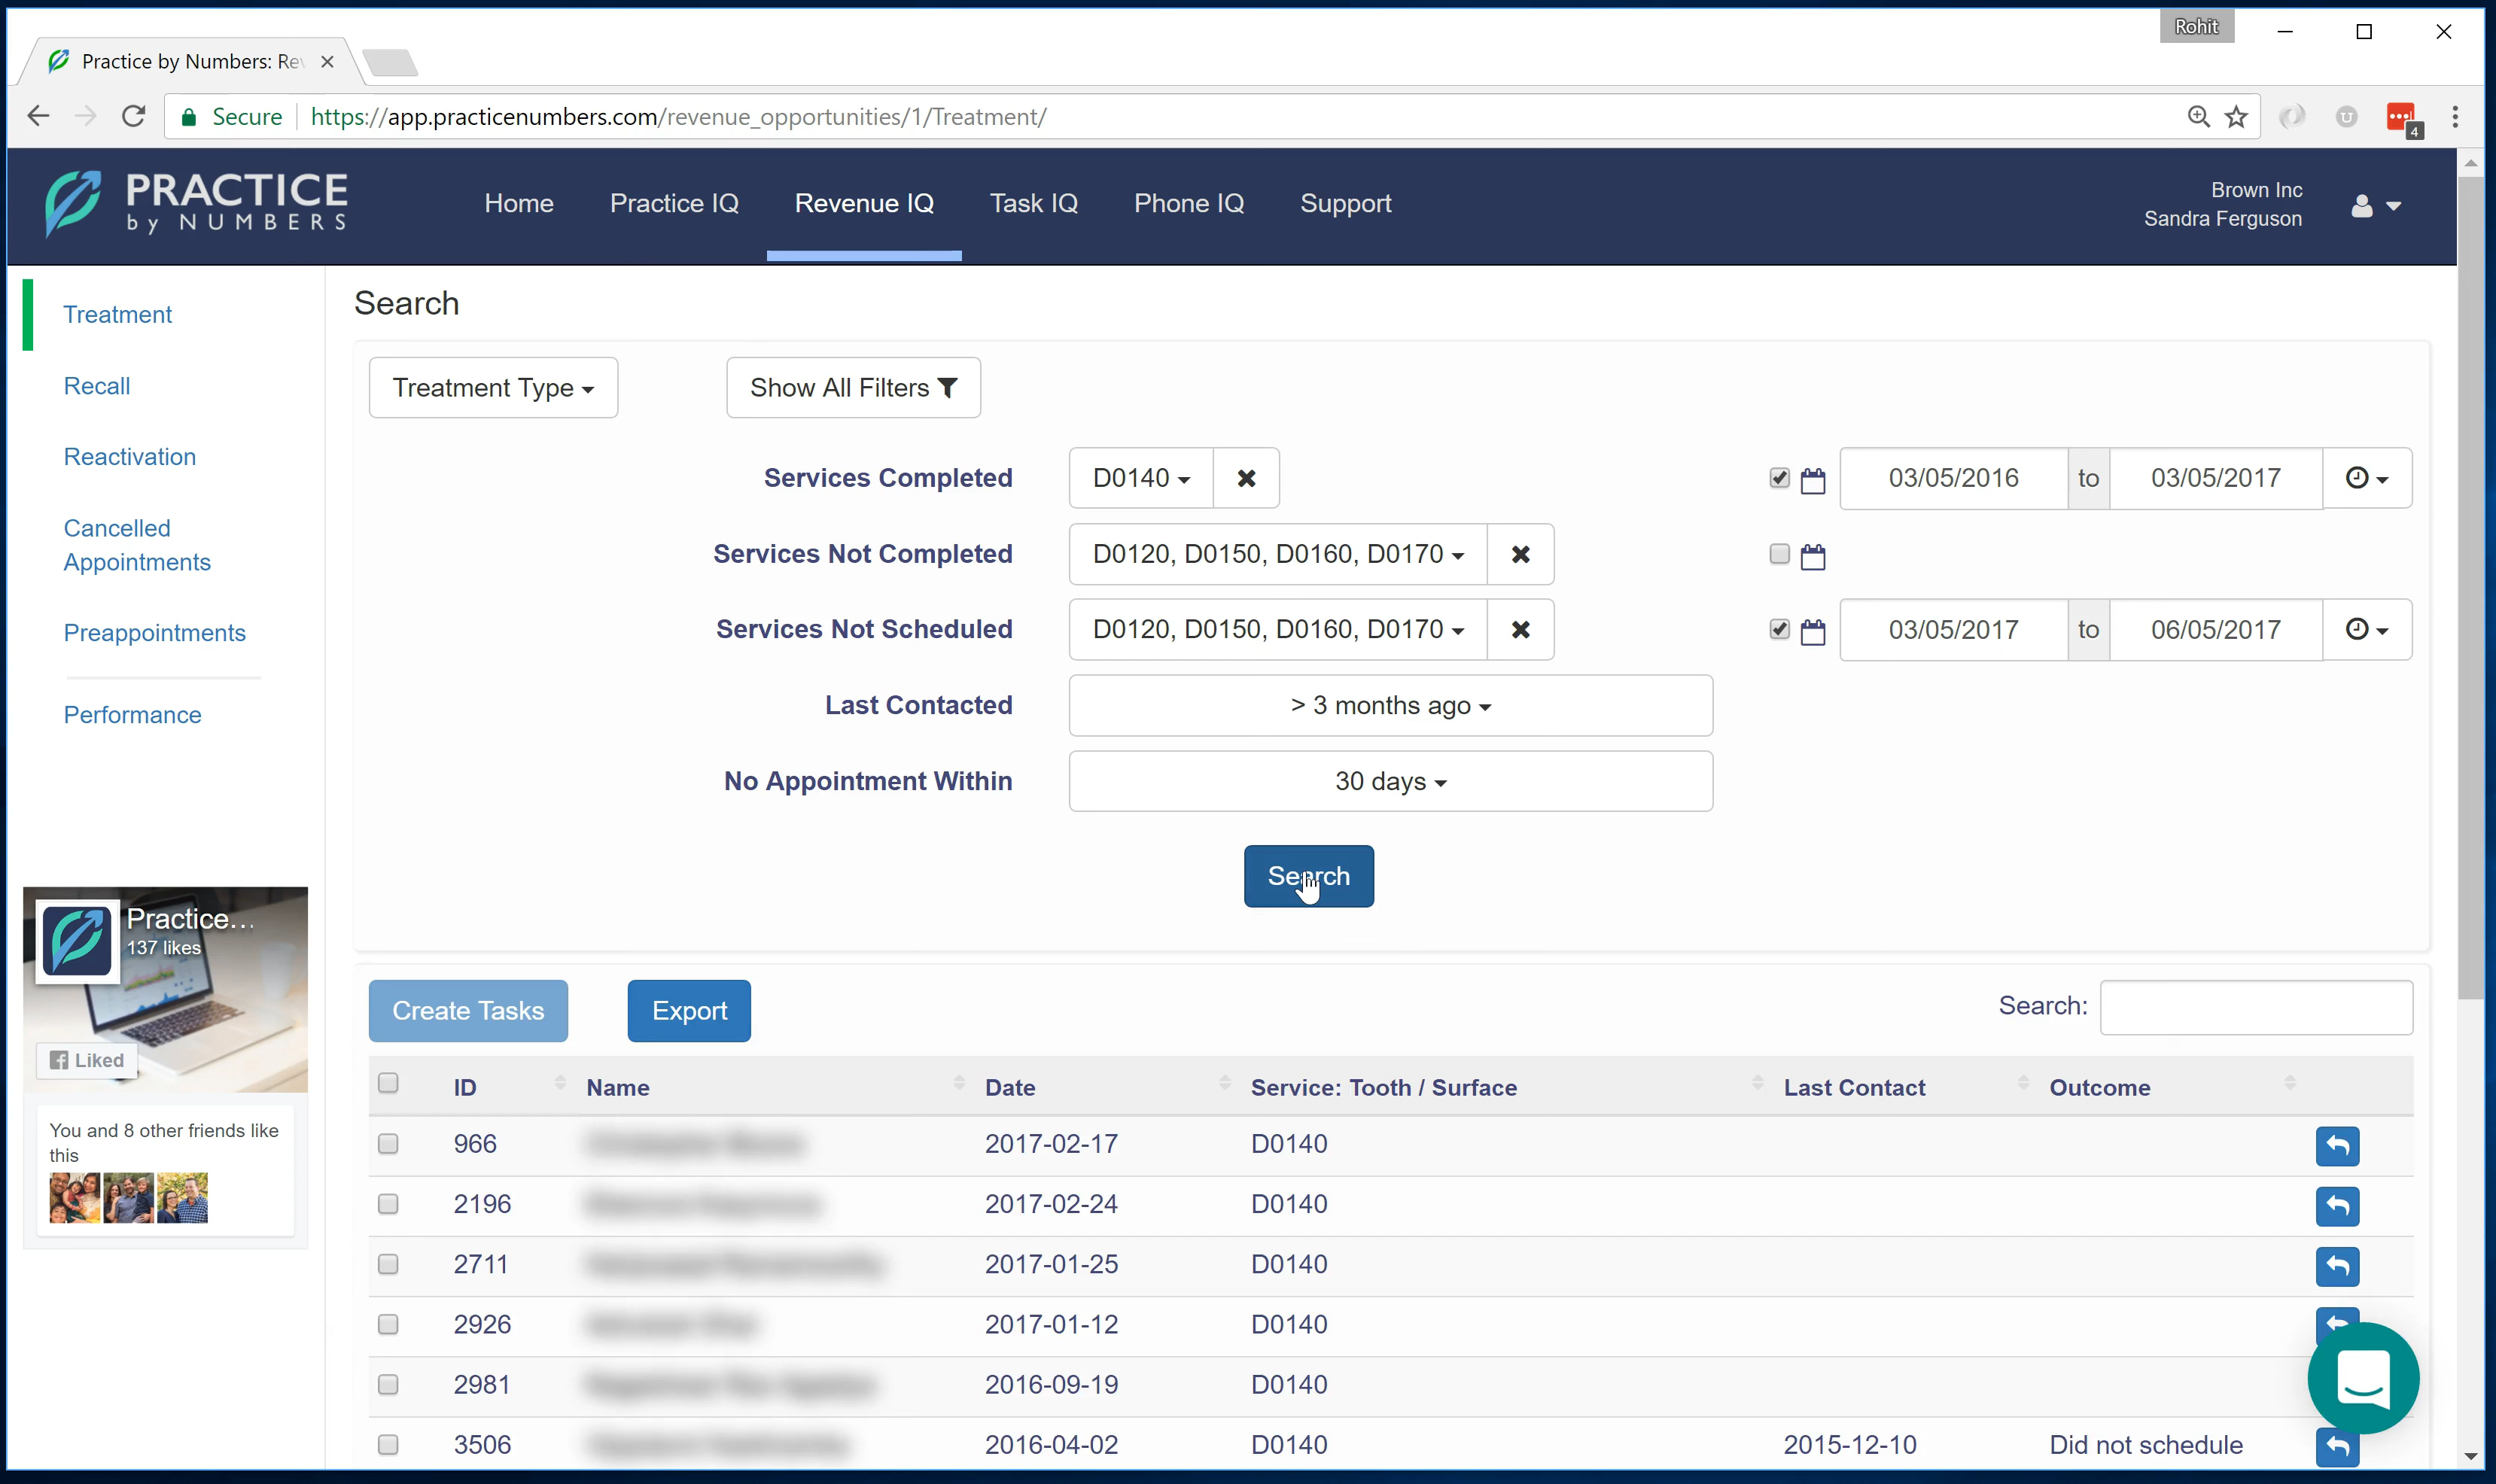 Rohit
Practice by Numbers: Rev
Secure https://app.practicenumbers.com/revenue_opportunities/1/Treatment/
4
PRACTICE
by NUMBERS
Home Practice IQ Revenue IQ Task IQ Phone IQ Support
Brown Inc
Sandra Ferguson
Treatment
Recall
Reactivation
Cancelled
Appointments
Preappointments
Performance
Practice...
137 likes
Liked
You and 8 other friends like
this
Search
Treatment Type Show All Filters
Services Completed D0140 03/05/2016 to 03/05/2017
Services Not Completed D0120, D0150, D0160, D0170
Services Not Scheduled D0120, D0150, D0160, D0170 03/05/2017 to 06/05/2017
Last Contacted > 3 months ago
No Appointment Within 30 days
Search
Create Tasks Export Search:
ID Name Date Service: Tooth / Surface Last Contact Outcome
966 2017-02-17 D0140
2196 2017-02-24 D0140
2711 2017-01-25 D0140
2926 2017-01-12 D0140
2981 2016-09-19 D0140
3506 2016-04-02 D0140 2015-12-10 Did not schedule